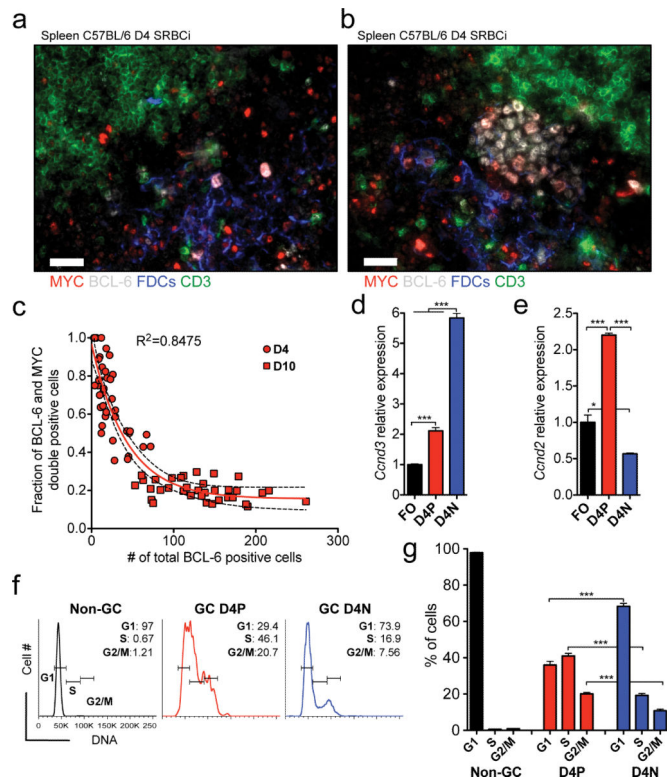 a
b
Spleen C57BL/6 D4 SRBCi
Spleen C57BL/6 D4 SRBCi
MYC BCL-6 FDCs CD3
MYC BCL-6 FDCs CD3
c
R²=0.8475
D4
D10
Fraction of BCL-6 and MYC
double positive cells
1.0
0.8
0.6
0.4
0.2
0.0
0 100 200 300
# of total BCL-6 positive cells
d
Ccnd3 relative expression
6
5
4
3
2
1
0
***
***
FO
D4P
D4N
e
Ccnd2 relative expression
2.5
2.0
1.5
1.0
0.5
0.0
*** ***
*
FO
D4P
D4N
f
Cell #
Non-GC
G1: 97
S: 0.67
G2/M: 1.21
G1
S
G2/M
0 50K 100K 150K 200K 250K
DNA
GC D4P
G1: 29.4
S: 46.1
G2/M: 20.7
GC D4N
G1: 73.9
S: 16.9
G2/M: 7.56
g
% of cells
100
80
60
40
20
0
***
***
***
G1
S
G2/M
G1
S
G2/M
G1
S
G2/M
Non-GC D4P D4N